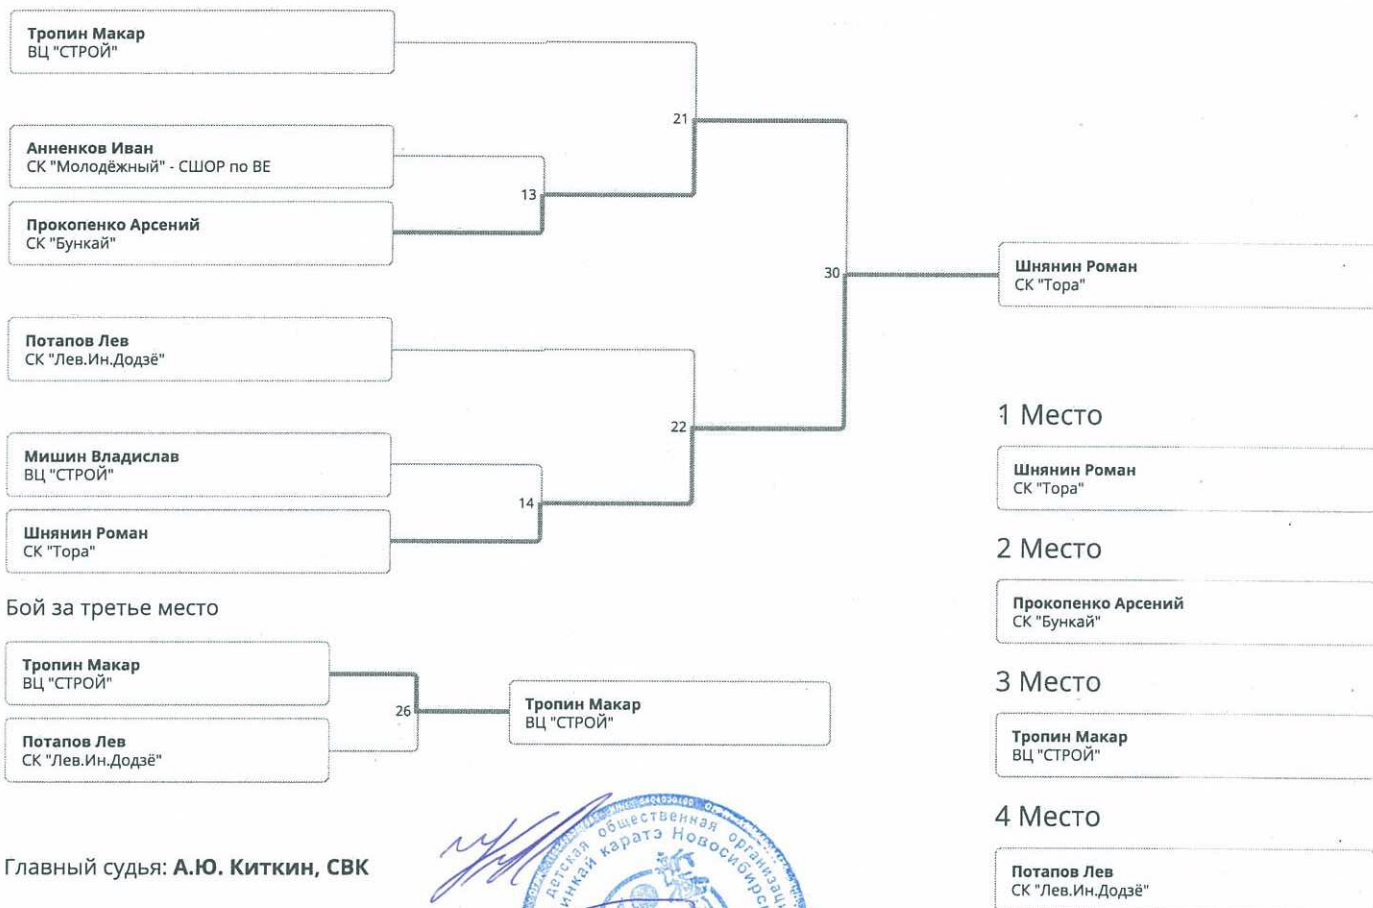 Тропин Макар
ВЦ "СТРОЙ"
21
Анненков Иван
СК "Молодёжный" - СШОР по ВЕ
13
Прокопенко Арсений
СК "Бункай"
30
Шнянин Роман
СК "Тора"
Потапов Лев
СК "Лев.Ин.Додзё"
22
Мишин Владислав
ВЦ "СТРОЙ"
14
Шнянин Роман
СК "Тора"
Бой за третье место
Тропин Макар
ВЦ "СТРОЙ"
26
Тропин Макар
ВЦ "СТРОЙ"
Потапов Лев
СК "Лев.Ин.Додзё"
1 Место
Шнянин Роман
СК "Тора"
2 Место
Прокопенко Арсений
СК "Бункай"
3 Место
Тропин Макар
ВЦ "СТРОЙ"
4 Место
Потапов Лев
СК "Лев.Ин.Додзё"
Главный судья: А.Ю. Киткин, СВК
детская общественная
каратэ